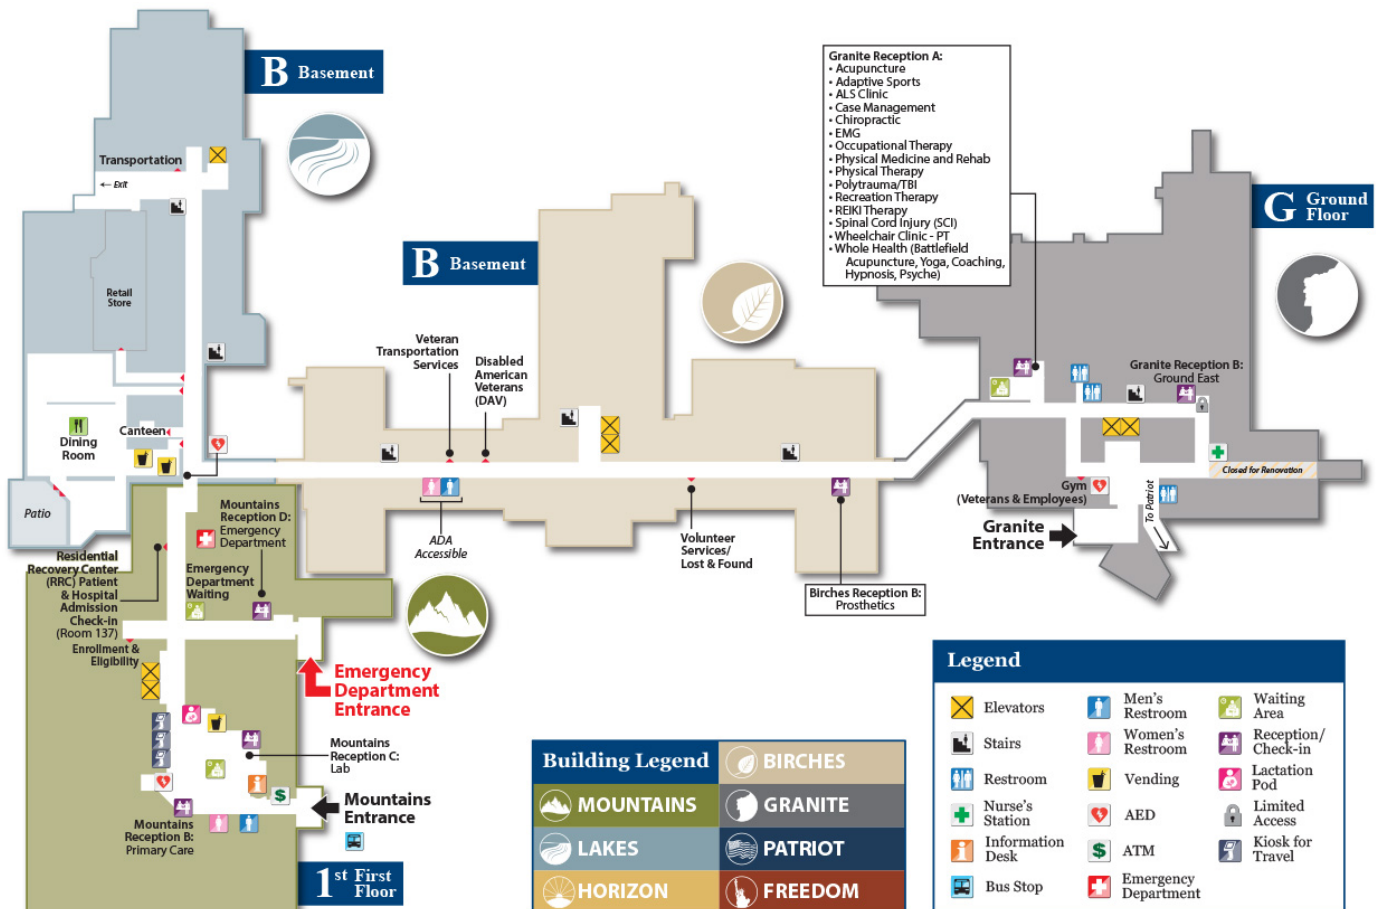 B Basement
Transportation
← Exit
Retail
Store
Dining
Room
Canteen
Patio
B Basement
Veteran
Transportation
Services
Disabled
American
Veterans
(DAV)
ADA
Accessible
Volunteer
Services/
Lost & Found
Birches Reception B:
Prosthetics
Granite Reception A:
• Acupuncture
• Adaptive Sports
• ALS Clinic
• Case Management
• Chiropractic
• EMG
• Occupational Therapy
• Physical Medicine and Rehab
• Physical Therapy
• Polytrauma/TBI
• Recreation Therapy
• REIKI Therapy
• Spinal Cord Injury (SCI)
• Wheelchair Clinic - PT
• Whole Health (Battlefield
Acupuncture, Yoga, Coaching,
Hypnosis, Psyche)
G Ground
Floor
Granite Reception B:
Ground East
Closed for Renovation
Gym
(Veterans & Employees)
To Patriot
Granite
Entrance
Mountains
Reception D:
Emergency
Department
Residential
Recovery Center
(RRC) Patient
& Hospital
Admission
Check-in
(Room 137)
Emergency
Department
Waiting
Enrollment &
Eligibility
Emergency
Department
Entrance
Mountains
Reception C:
Lab
$
Mountains
Entrance
Mountains
Reception B:
Primary Care
1st First
Floor
Building Legend
MOUNTAINS
LAKES
HORIZON
BIRCHES
GRANITE
PATRIOT
FREEDOM
Legend
Elevators
Stairs
Restroom
Nurse's
Station
Information
Desk
Bus Stop
Men's
Restroom
Women's
Restroom
Vending
AED
$ ATM
Emergency
Department
Waiting
Area
Reception/
Check-in
Lactation
Pod
Limited
Access
Kiosk for
Travel